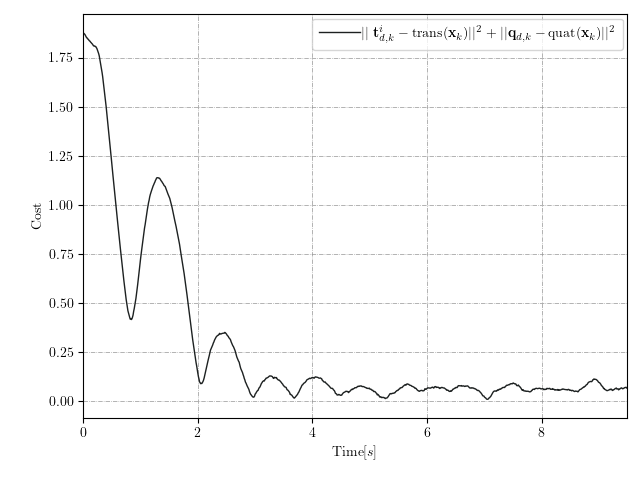 || t^i_{d,k} − trans(x_k)||^2 + ||q_{d,k} − quat(x_k)||^2
1.75
1.50
1.25
1.00
0.75
0.50
0.25
0.00
Cost
0 2 4 6 8
Time[s]